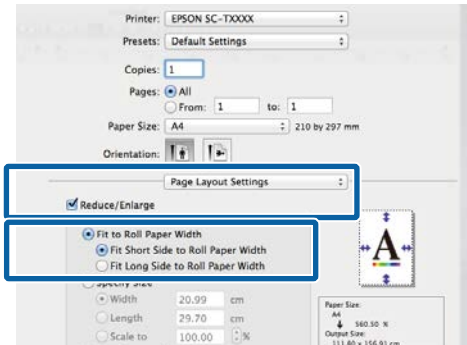 Printer: EPSON SC-TXXXX
Presets: Default Settings
Copies: 1
Pages: All
From: 1 to: 1
Paper Size: A4 210 by 297 mm
Orientation:
Page Layout Settings
Reduce/Enlarge
Fit to Roll Paper Width
Fit Short Side to Roll Paper Width
Fit Long Side to Roll Paper Width
Specify Size
Width 20.99 cm
Length 29.70 cm
Scale to 100.00 %
A
Paper Size:
A4
560.50 %
Output Size:
111.80 x 156.91 cm